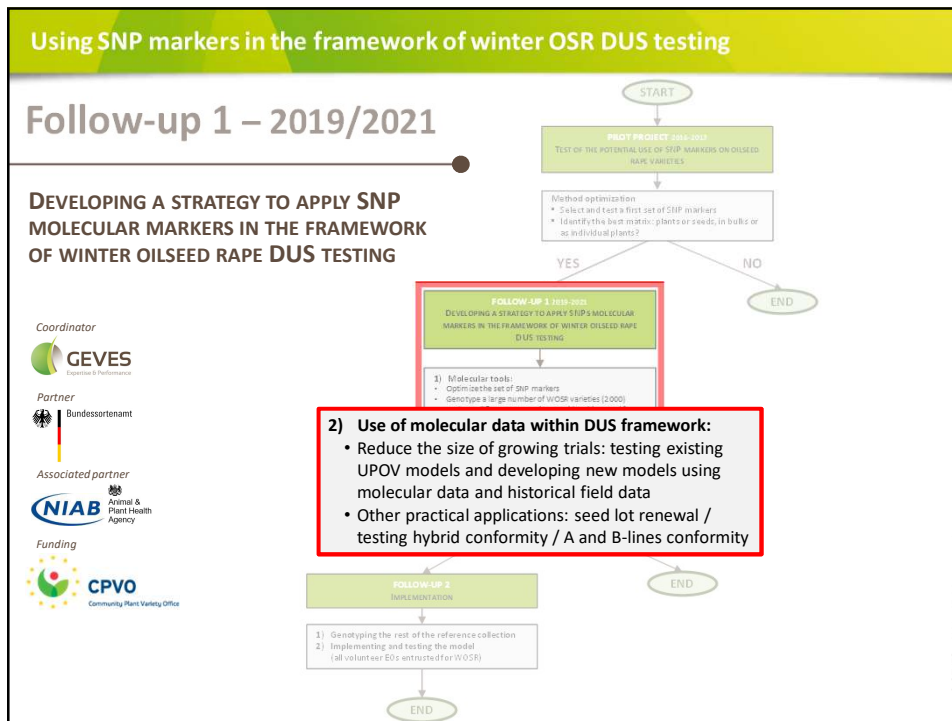 Using SNP markers in the framework of winter OSR DUS testing
Follow-up 1 – 2019/2021
DEVELOPING A STRATEGY TO APPLY SNP
MOLECULAR MARKERS IN THE FRAMEWORK
OF WINTER OILSEED RAPE DUS TESTING
Coordinator
GEVES
Expertise & Performance
Partner
Bundessortenamt
Associated partner
NIAB
Animal &
Plant Health
Agency
Funding
CPVO
Community Plant Variety Office
START
PILOT PROJECT 2016-2017
TEST OF THE POTENTIAL USE OF SNP MARKERS ON OILSEED
RAPE VARIETIES
Method optimization
▪ Select and test a first set of SNP markers
▪ Identify the best matrix: plants or seeds, in bulks or
as individual plants?
YES
NO
END
FOLLOW-UP 1 2019-2021
DEVELOPING A STRATEGY TO APPLY SNPS MOLECULAR
MARKERS IN THE FRAMEWORK OF WINTER OILSEED RAPE
DUS TESTING
1) Molecular tools:
• Optimize the set of SNP markers
• Genotype a large number of WOSR varieties (2000)
2) Use of molecular data within DUS framework:
• Reduce the size of growing trials: testing existing
UPOV models and developing new models using
molecular data and historical field data
• Other practical applications: seed lot renewal /
testing hybrid conformity / A and B-lines conformity
END
FOLLOW-UP 2
IMPLEMENTATION
1) Genotyping the rest of the reference collection
2) Implementing and testing the model
(all volunteer EOs entrusted for WOSR)
END